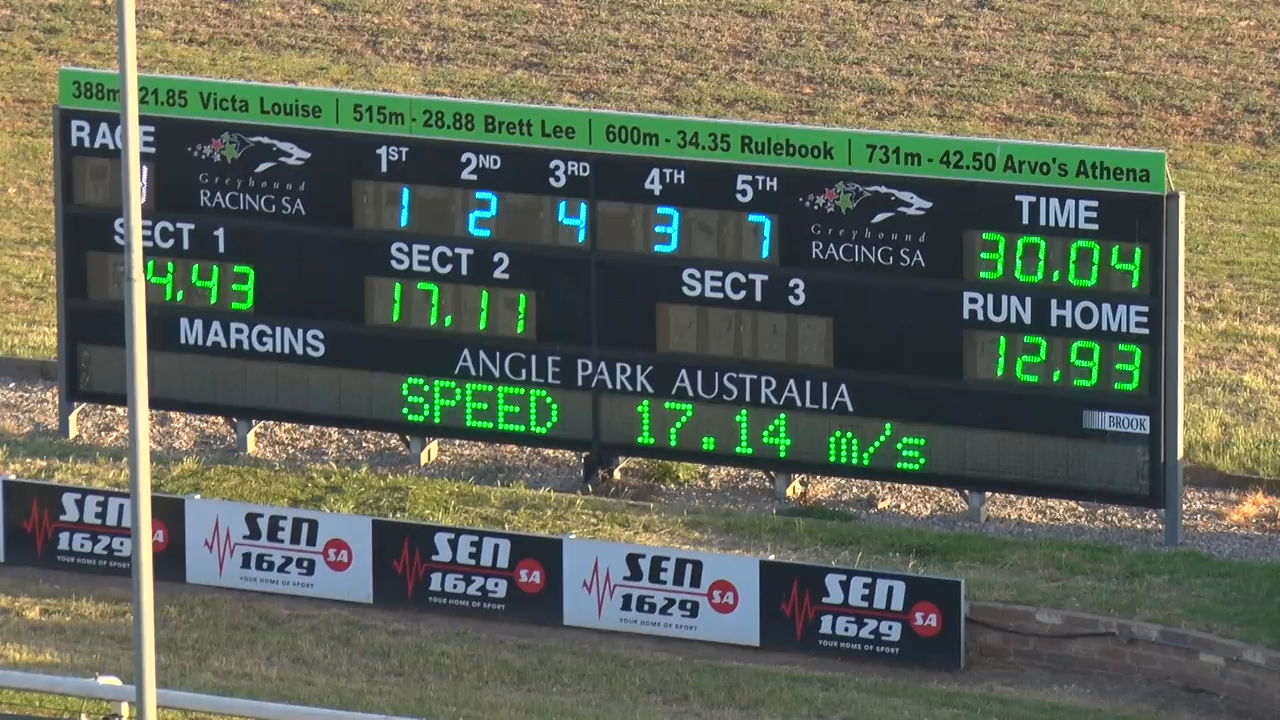 388m 21.85 Victa Louise | 515m - 28.88 Brett Lee | 600m - 34.35 Rulebook | 731m - 42.50 Arvo's Athena
RACE
Greyhound
RACING SA
1ST 2ND 3RD 4TH 5TH
1 2 4 3 7
Greyhound
RACING SA
TIME
30.04
SECT 1
4.43
SECT 2
17.11
SECT 3
RUN HOME
12.93
MARGINS
ANGLE PARK AUSTRALIA
SPEED 17.14 m/s
BROOK
SEN
1629 SA
YOUR HOME OF SPORT
SEN
1629 SA
YOUR HOME OF SPORT
SEN
1629 SA
YOUR HOME OF SPORT
SEN
1629 SA
YOUR HOME OF SPORT
SEN
1629 SA
YOUR HOME OF SPORT